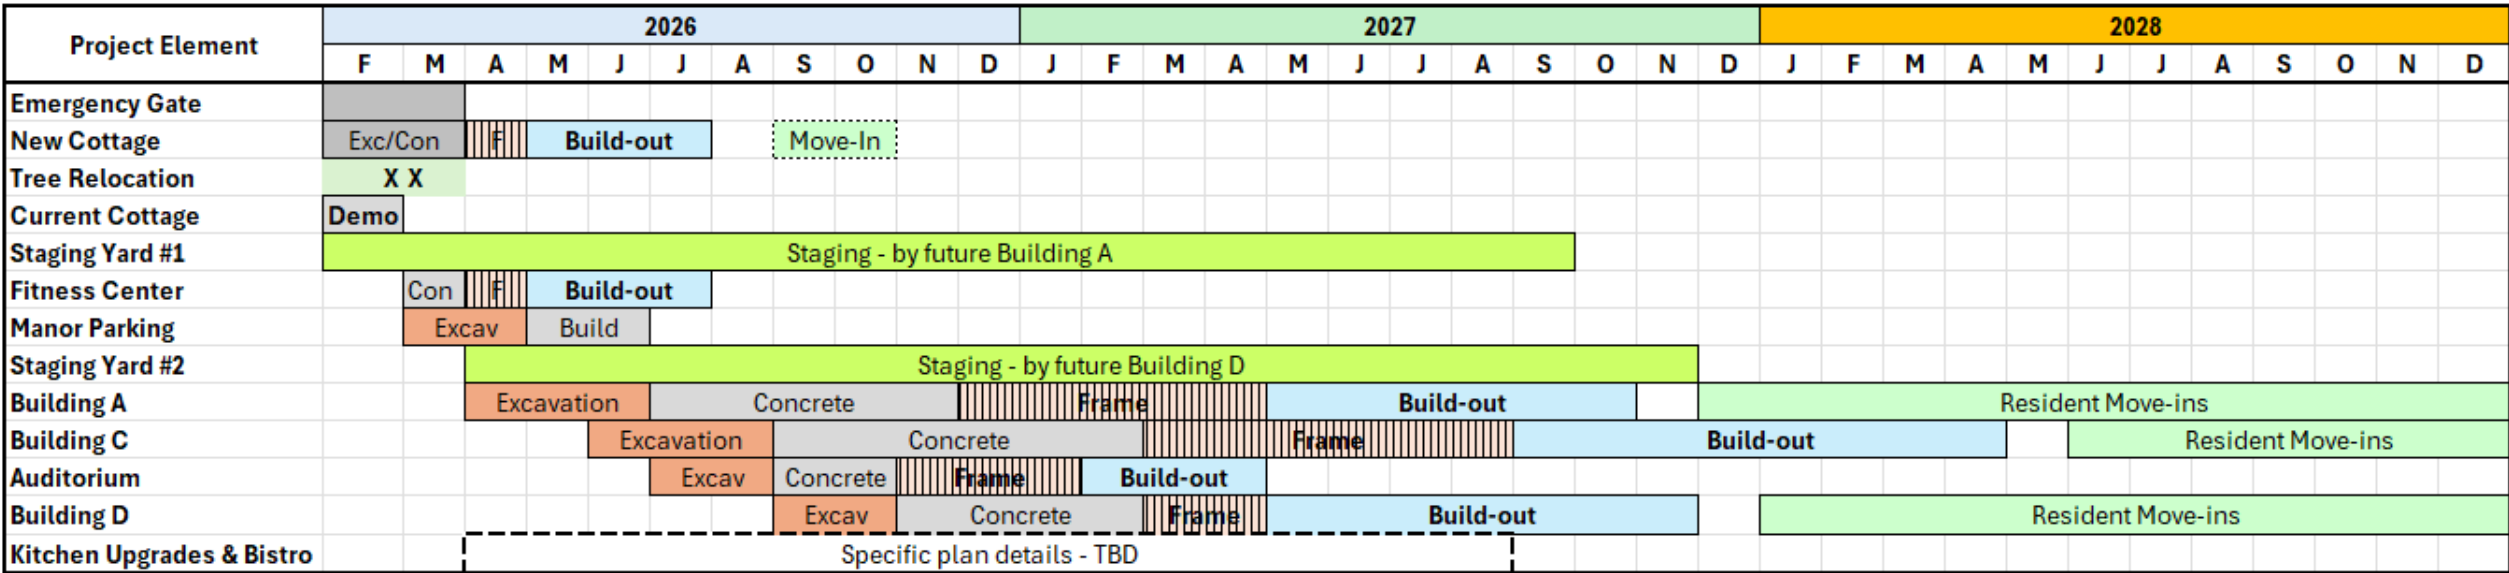 Project Element 2026 2027 2028
F M A M J J A S O N D J F M A M J J A S O N D J F M A M J J A S O N D
Emergency Gate
New Cottage Exc/Con F Build-out Move-In
Tree Relocation X X
Current Cottage Demo
Staging Yard #1 Staging - by future Building A
Fitness Center Con F Build-out
Manor Parking Excav Build
Staging Yard #2 Staging - by future Building D
Building A Excavation Concrete Frame Build-out Resident Move-ins
Building C Excavation Concrete Frame Build-out Resident Move-ins
Auditorium Excav Concrete Frame Build-out
Building D Excav Concrete Frame Build-out Resident Move-ins
Kitchen Upgrades & Bistro Specific plan details - TBD